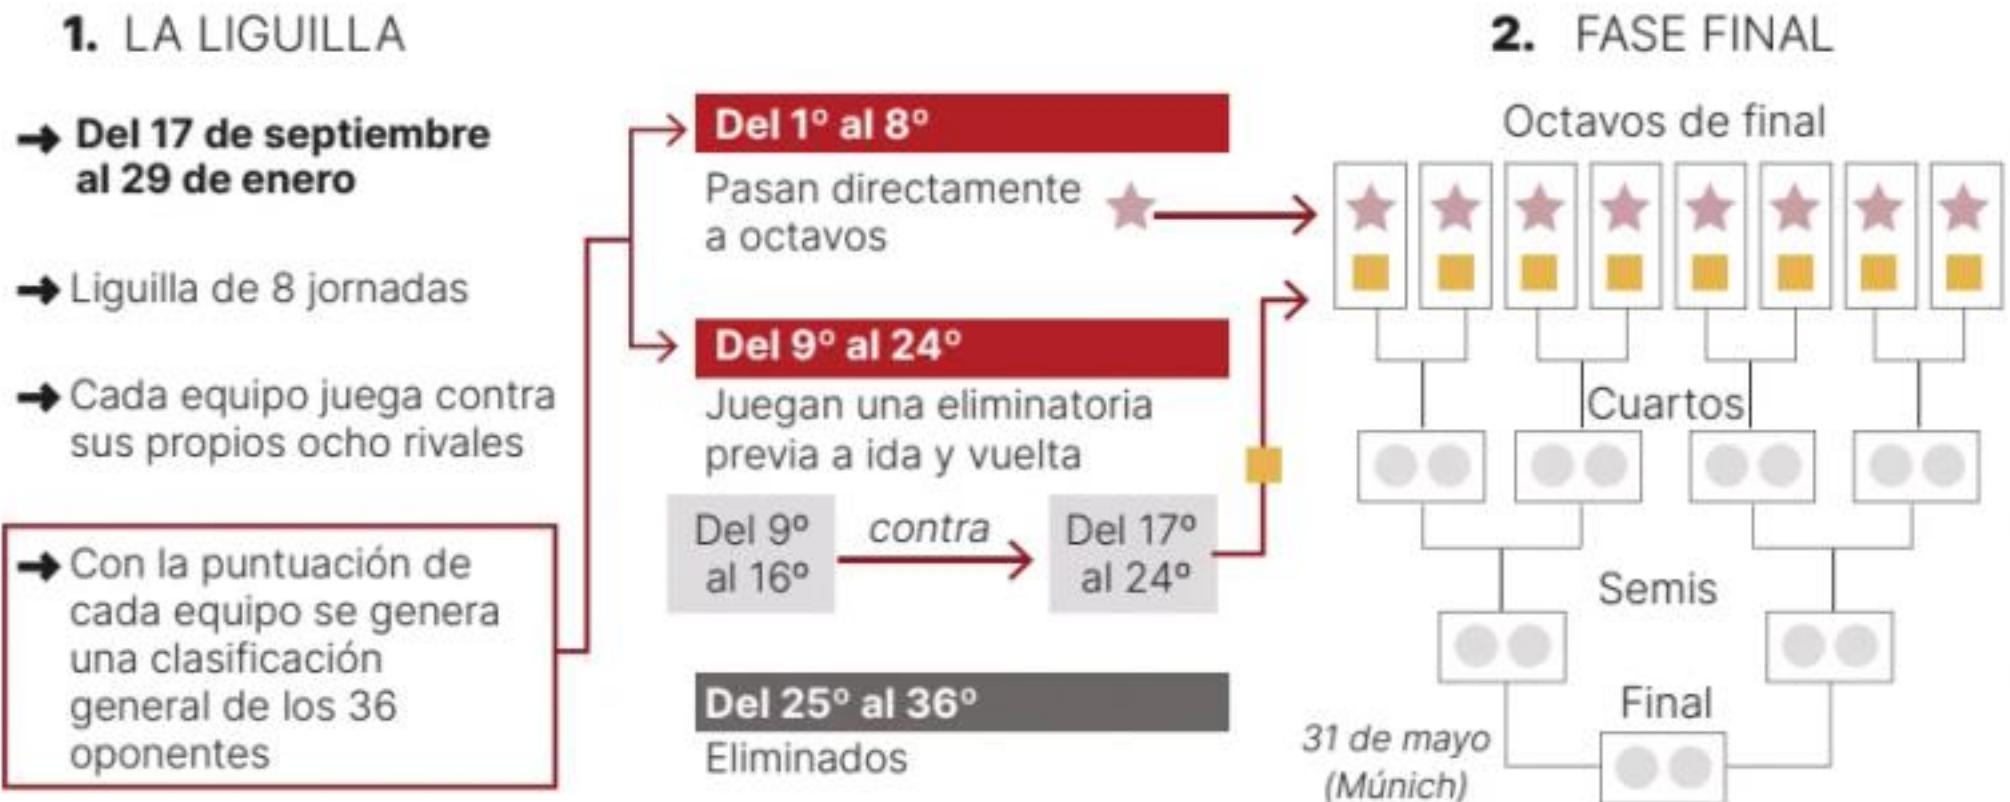 1. LA LIGUILLA
Del 17 de septiembre
al 29 de enero
Liguilla de 8 jornadas
Cada equipo juega contra
sus propios ocho rivales
Con la puntuación de
cada equipo se genera
una clasificación
general de los 36
oponentes
Del 1º al 8º
Pasan directamente
a octavos
Del 9º al 24º
Juegan una eliminatoria
previa a ida y vuelta
Del 9º
al 16º
contra
Del 17º
al 24º
Del 25º al 36º
Eliminados
2. FASE FINAL
Octavos de final
Cuartos
Semis
Final
31 de mayo
(Múnich)